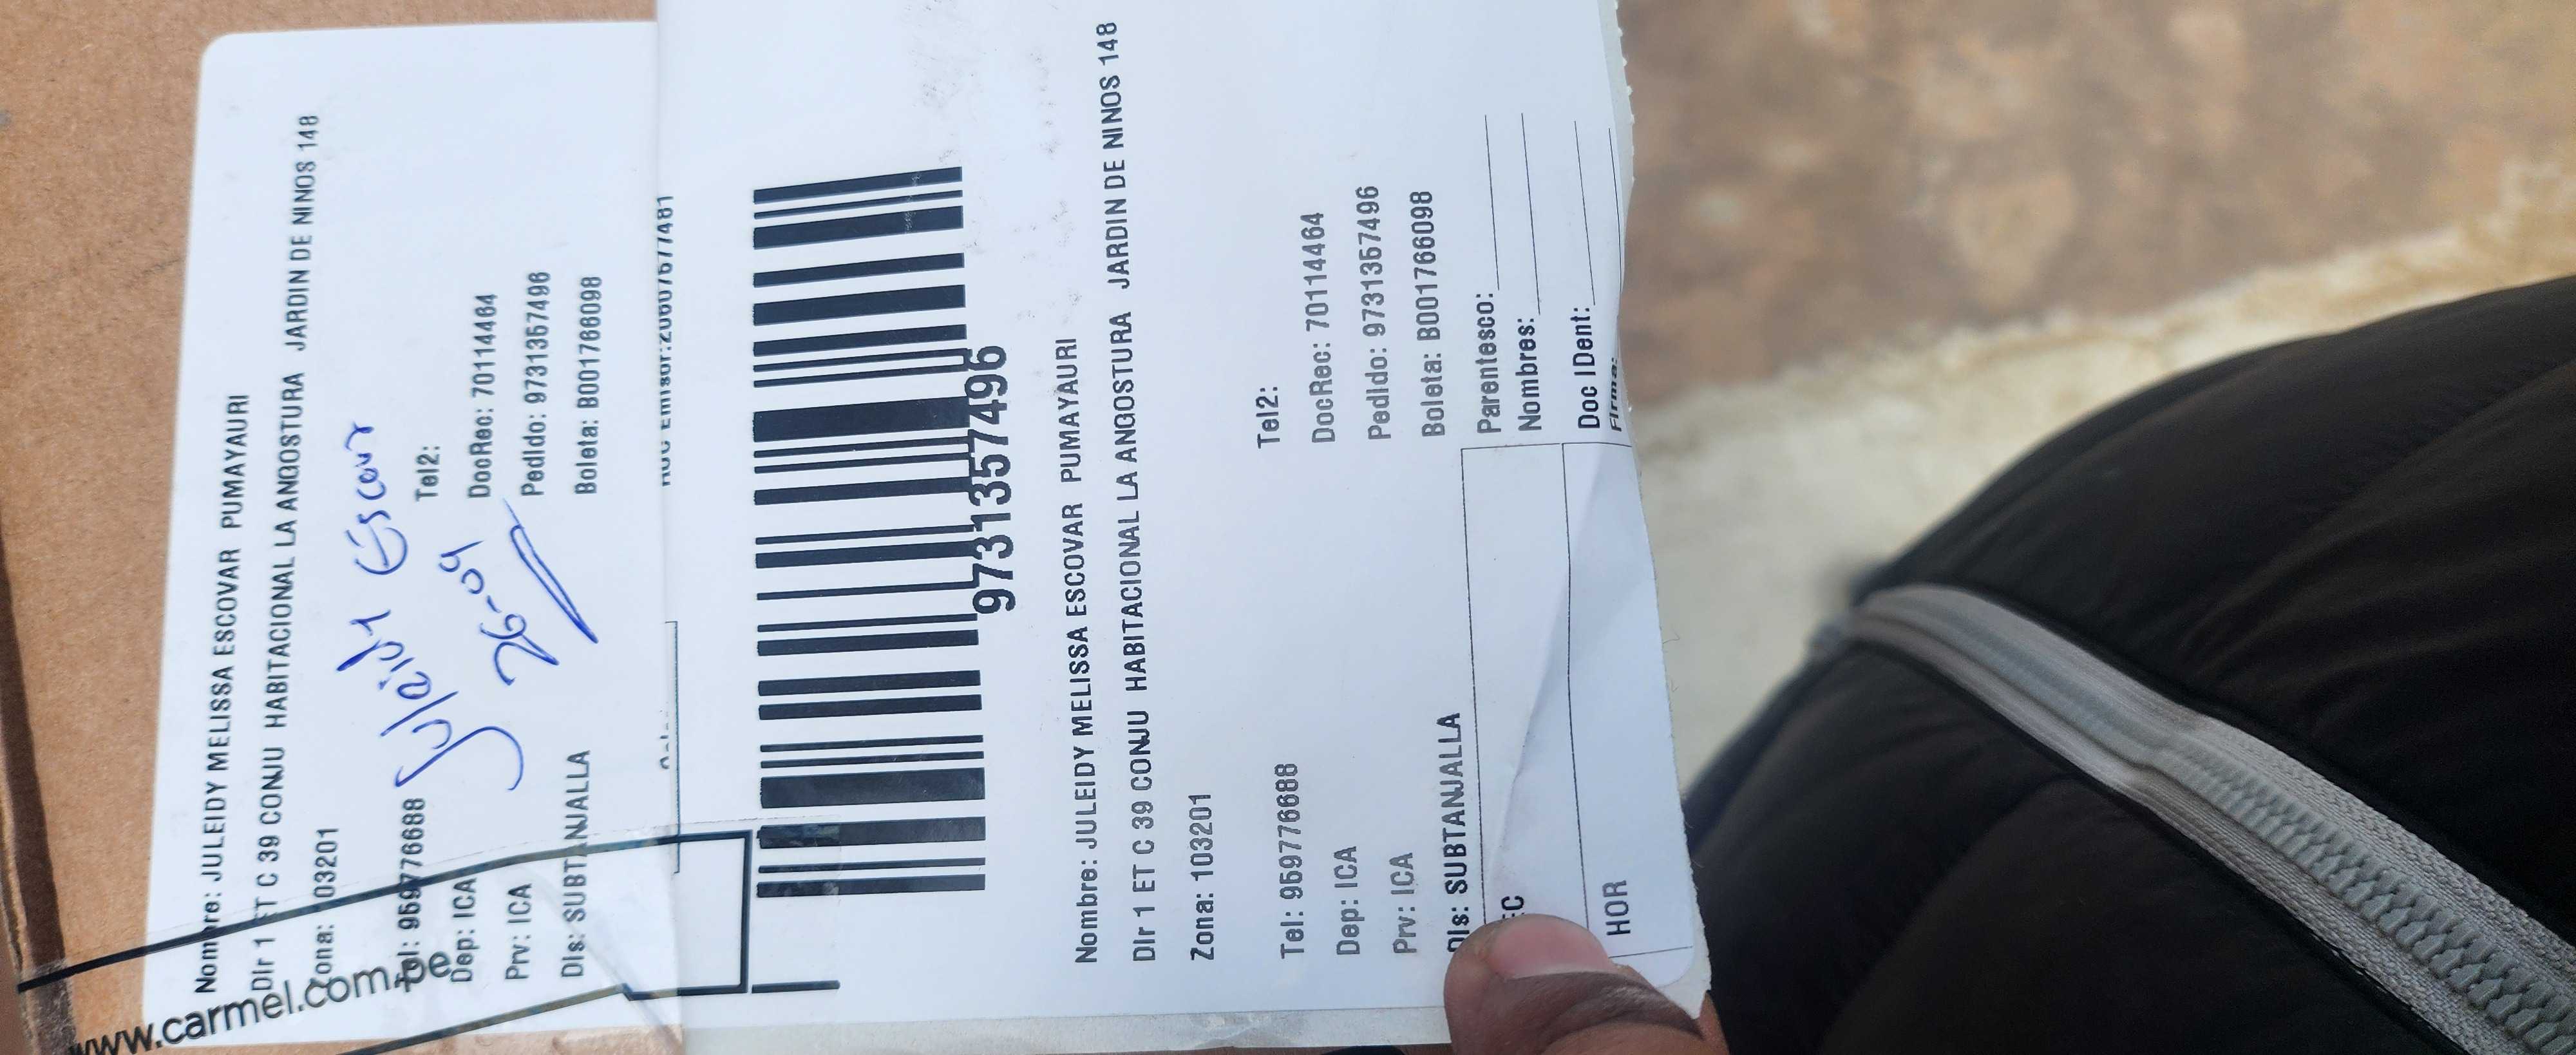 Nombre: JULEIDY MELISSA ESCOVAR PUMAYAURI
DIr 1 ET C 39 CONJU HABITACIONAL LA ANGOSTURA JARDIN DE NINOS 148
Zona: 103201
Tel: 959776688
Tel2:
Dep: ICA
DocRec: 70114464
Prv: ICA
PedIdo: 9731357496
DIs: SUBTANJALLA
Boleta: B001766098
Escovr
26-09
www.carmel.com.pe
9731357496
Nombre: JULEIDY MELISSA ESCOVAR PUMAYAURI
DIr 1 ET C 39 CONJU HABITACIONAL LA ANGOSTURA JARDIN DE NINOS 148
Zona: 103201
Tel: 959776688
Tel2:
Dep: ICA
DocRec: 70114464
Prv: ICA
PedIdo: 9731357496
DIs: SUBTANJALLA
Boleta: B001766098
Parentesco:
Nombres:
Doc IDent:
Firma:
HOR